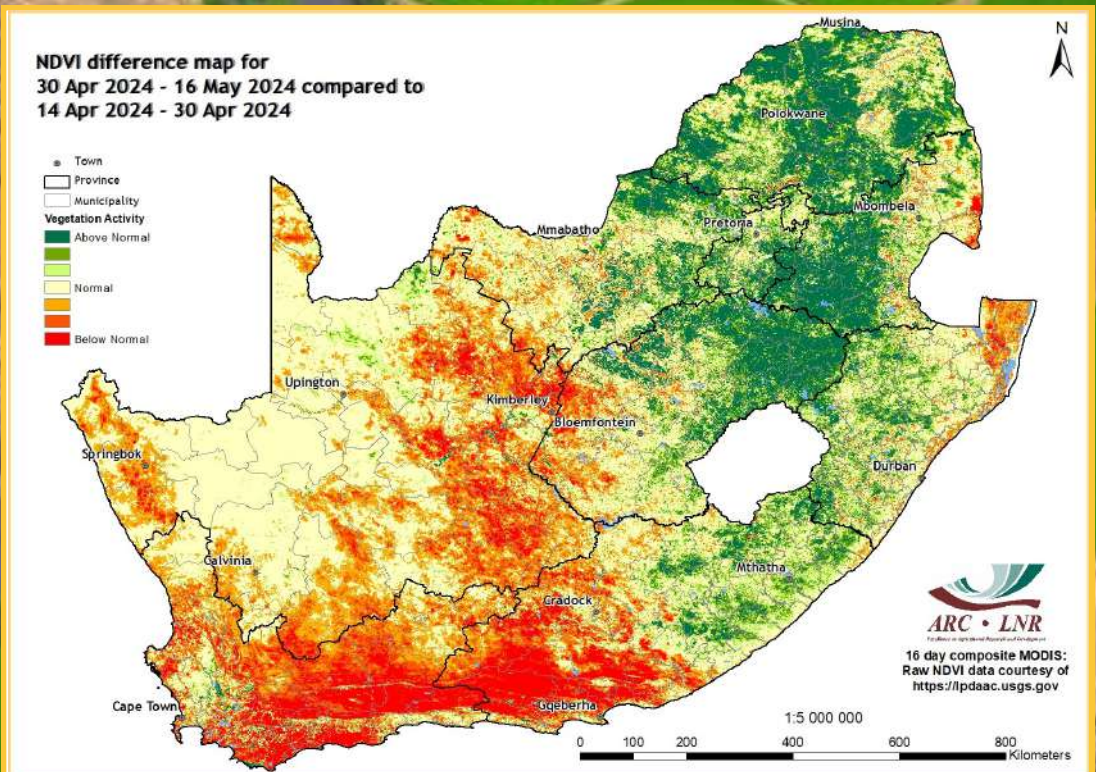 NDVI difference map for
30 Apr 2024 - 16 May 2024 compared to
14 Apr 2024 - 30 Apr 2024
N
Town
Province
Municipality
Vegetation Activity
Above Normal
Normal
Below Normal
Musina
Polokwane
Mbombela
Pretoria
Mmabatho
Upington
Kimberley
Bloemfontein
Springbok
Durban
Calvinia
Mthatha
Cradock
Cape Town
Gqeberha
ARC • LNR
16 day composite MODIS:
Raw NDVI data courtesy of
https://lpdaac.usgs.gov
1:5 000 000
0 100 200 400 600 800
Kilometers